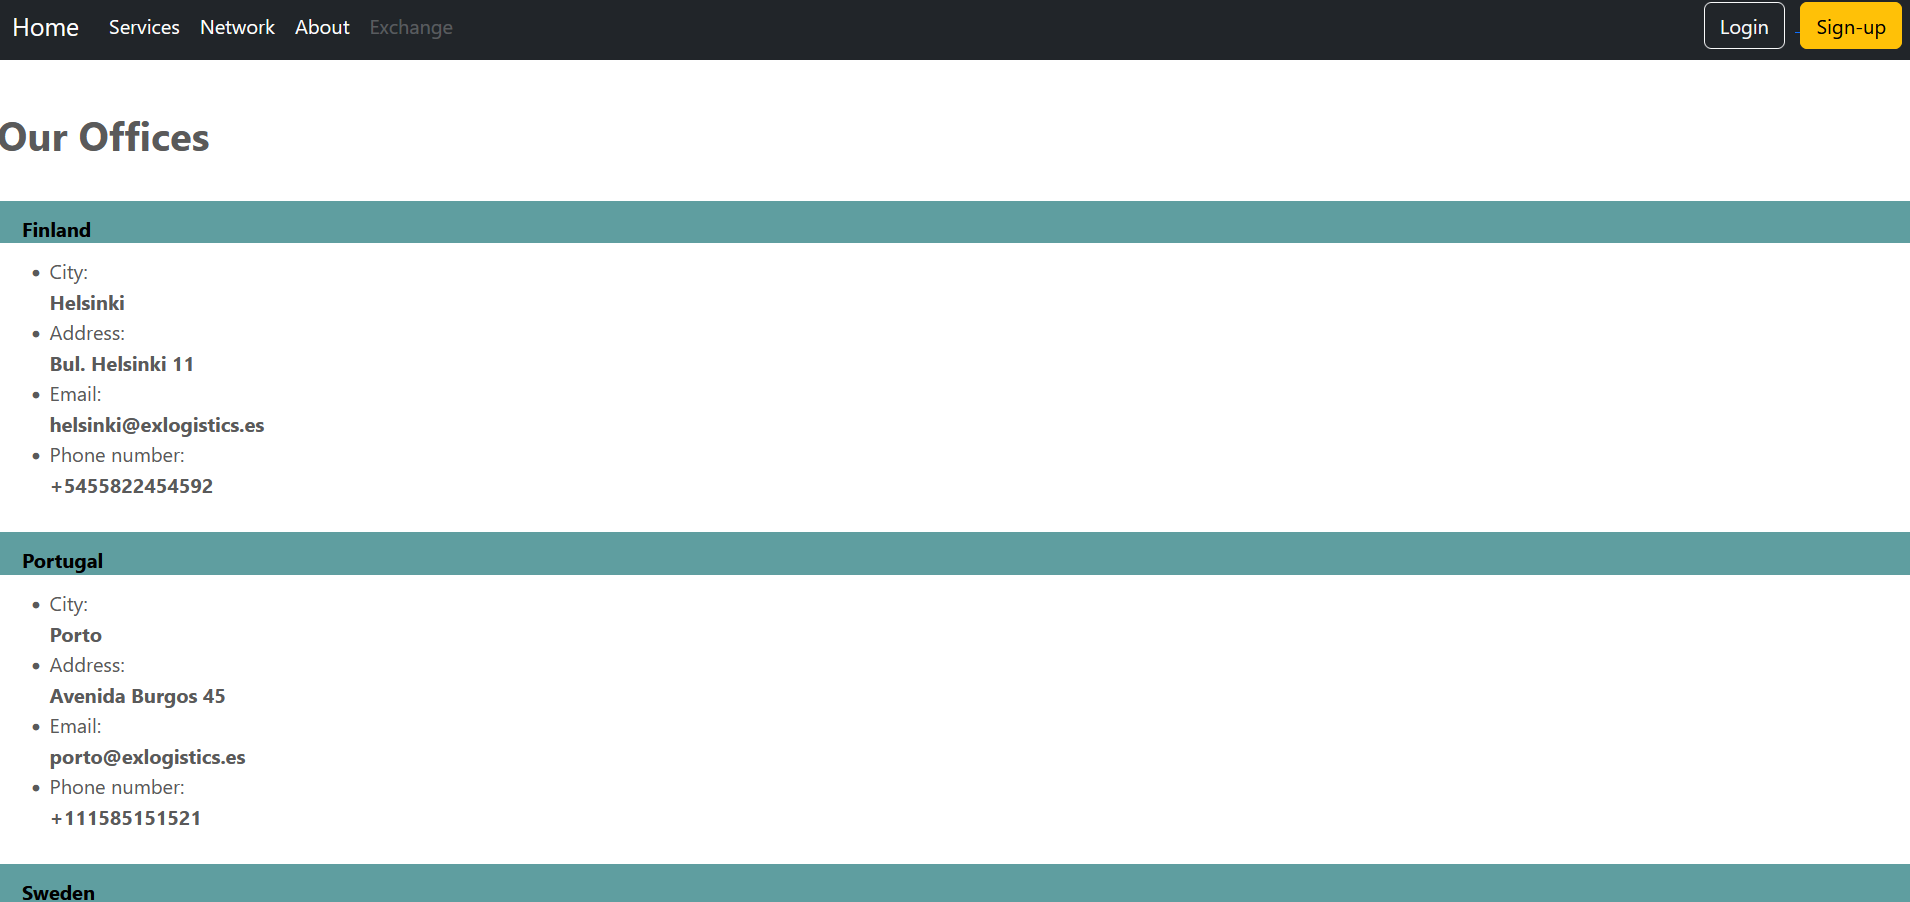 Home Services Network About Exchange Login Sign-up
Our Offices
Finland
City:
Helsinki
Address:
Bul. Helsinki 11
Email:
helsinki@exlogistics.es
Phone number:
+5455822454592
Portugal
City:
Porto
Address:
Avenida Burgos 45
Email:
porto@exlogistics.es
Phone number:
+111585151521
Sweden